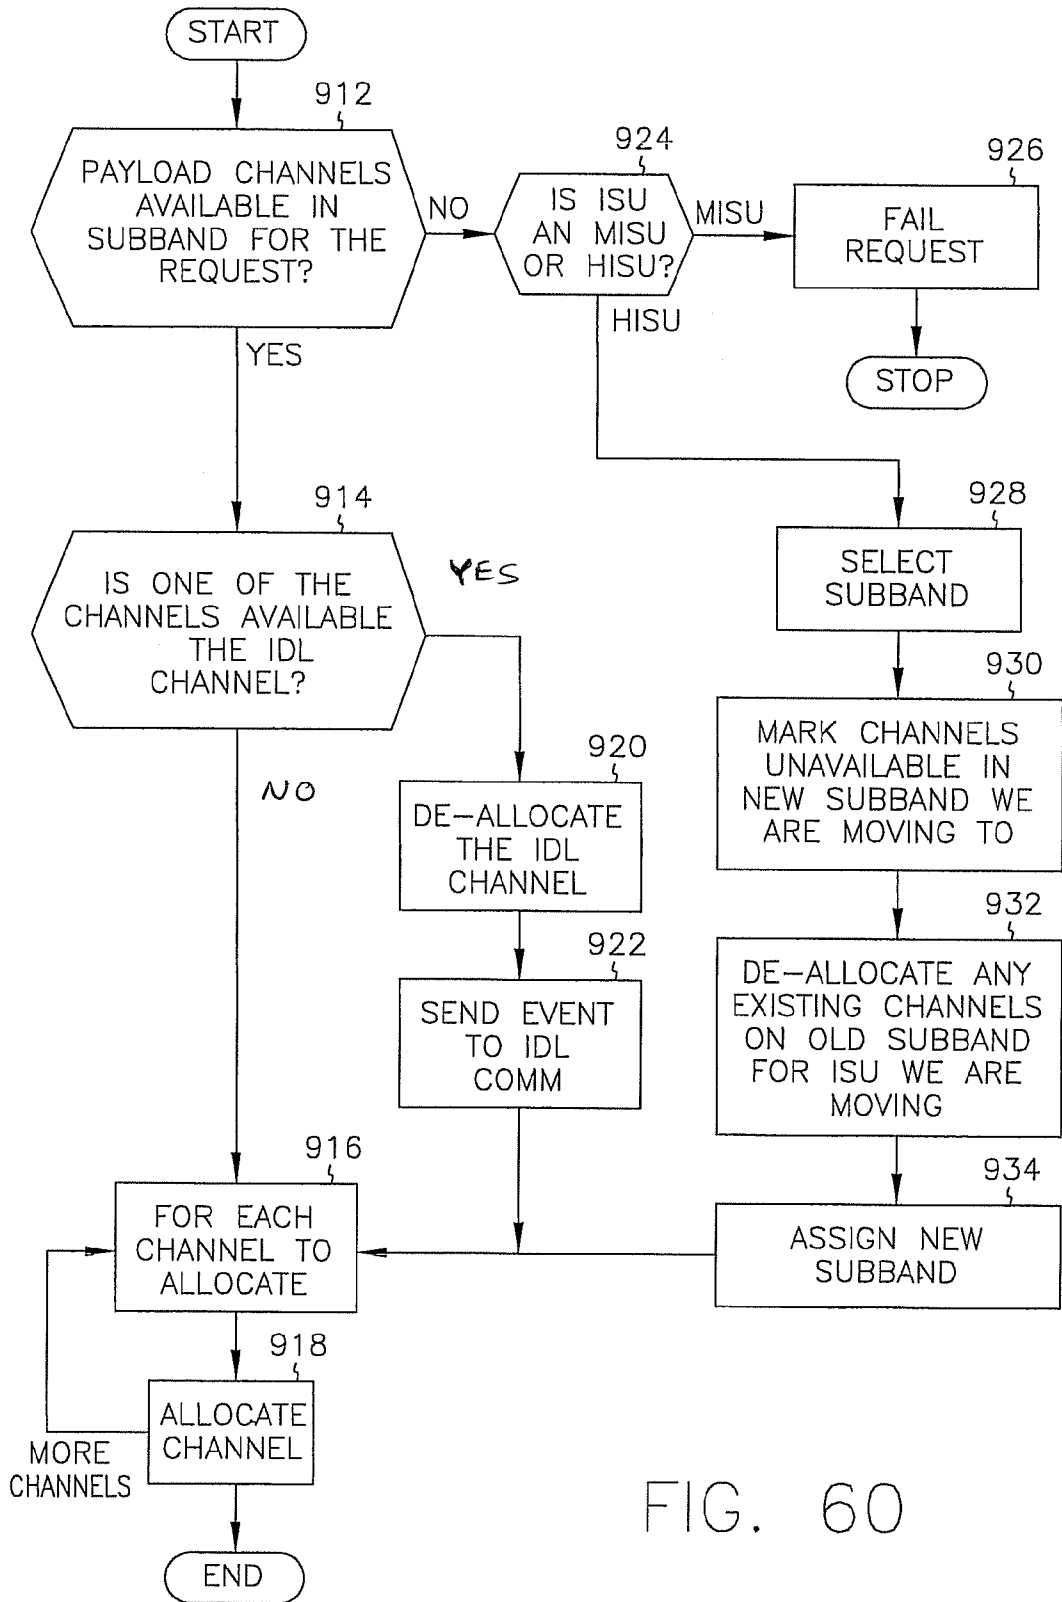 START
912
PAYLOAD CHANNELS
AVAILABLE IN
SUBBAND FOR THE
REQUEST?
NO
YES
924
IS ISU
AN MISU
OR HISU?
MISU
HISU
926
FAIL
REQUEST
STOP
914
IS ONE OF THE
CHANNELS AVAILABLE
THE IDL
CHANNEL?
YES
NO
928
SELECT
SUBBAND
930
MARK CHANNELS
UNAVAILABLE IN
NEW SUBBAND WE
ARE MOVING TO
920
DE-ALLOCATE
THE IDL
CHANNEL
922
SEND EVENT
TO IDL
COMM
932
DE-ALLOCATE ANY
EXISTING CHANNELS
ON OLD SUBBAND
FOR ISU WE ARE
MOVING
934
ASSIGN NEW
SUBBAND
916
FOR EACH
CHANNEL TO
ALLOCATE
918
ALLOCATE
CHANNEL
MORE
CHANNELS
END
FIG. 60